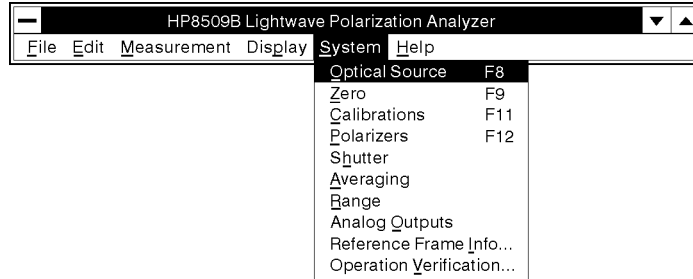 HP8509B Lightwave Polarization Analyzer
File Edit Measurement Display System Help
Optical Source F8
Zero F9
Calibrations F11
Polarizers F12
Shutter
Averaging
Range
Analog Outputs
Reference Frame Info...
Operation Verification...